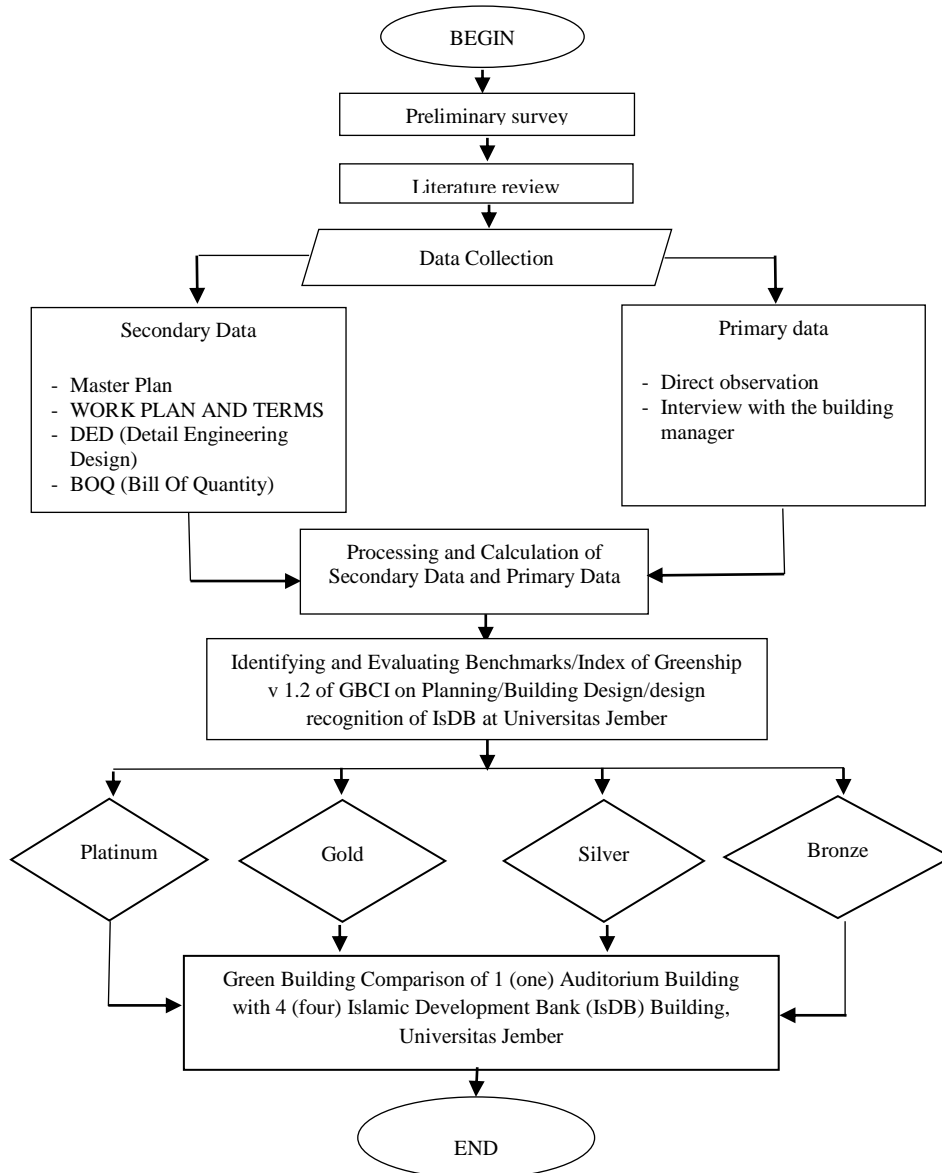 BEGIN
Preliminary survey
Literature review
Data Collection
Secondary Data
- Master Plan
- WORK PLAN AND TERMS
- DED (Detail Engineering
Design)
- BOQ (Bill Of Quantity)
Primary data
- Direct observation
- Interview with the building
manager
Processing and Calculation of
Secondary Data and Primary Data
Identifying and Evaluating Benchmarks/Index of Greenship
v 1.2 of GBCI on Planning/Building Design/design
recognition of IsDB at Universitas Jember
Platinum
Gold
Silver
Bronze
Green Building Comparison of 1 (one) Auditorium Building
with 4 (four) Islamic Development Bank (IsDB) Building,
Universitas Jember
END